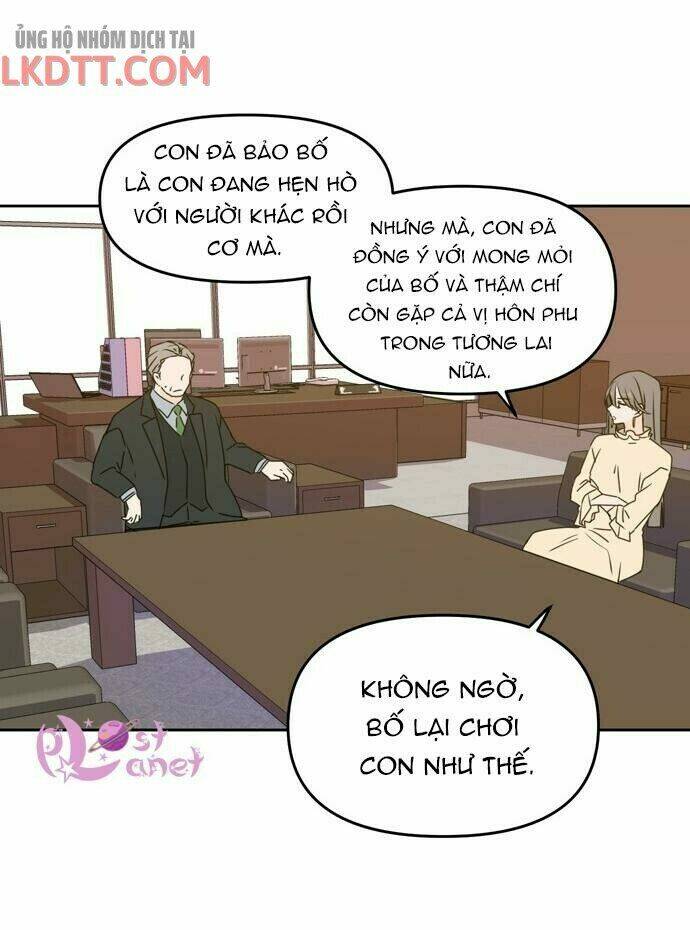 ỦNG HỘ NHÓM DỊCH TẠI
LKDTT.COM
CON ĐÃ BẢO BỐ
LÀ CON ĐANG HẸN HÒ
VỚI NGƯỜI KHÁC RỒI
CƠ MÀ.
NHƯNG MÀ, CON ĐÃ
ĐỒNG Ý VỚI MONG MỎI
CỦA BỐ VÀ THẬM CHÍ
CÒN GẶP CẢ VỊ HÔN PHU
TRONG TƯƠNG LAI
NỮA.
KHÔNG NGỜ,
BỐ LẠI CHƠI
CON NHƯ THẾ.
Lost
Planet